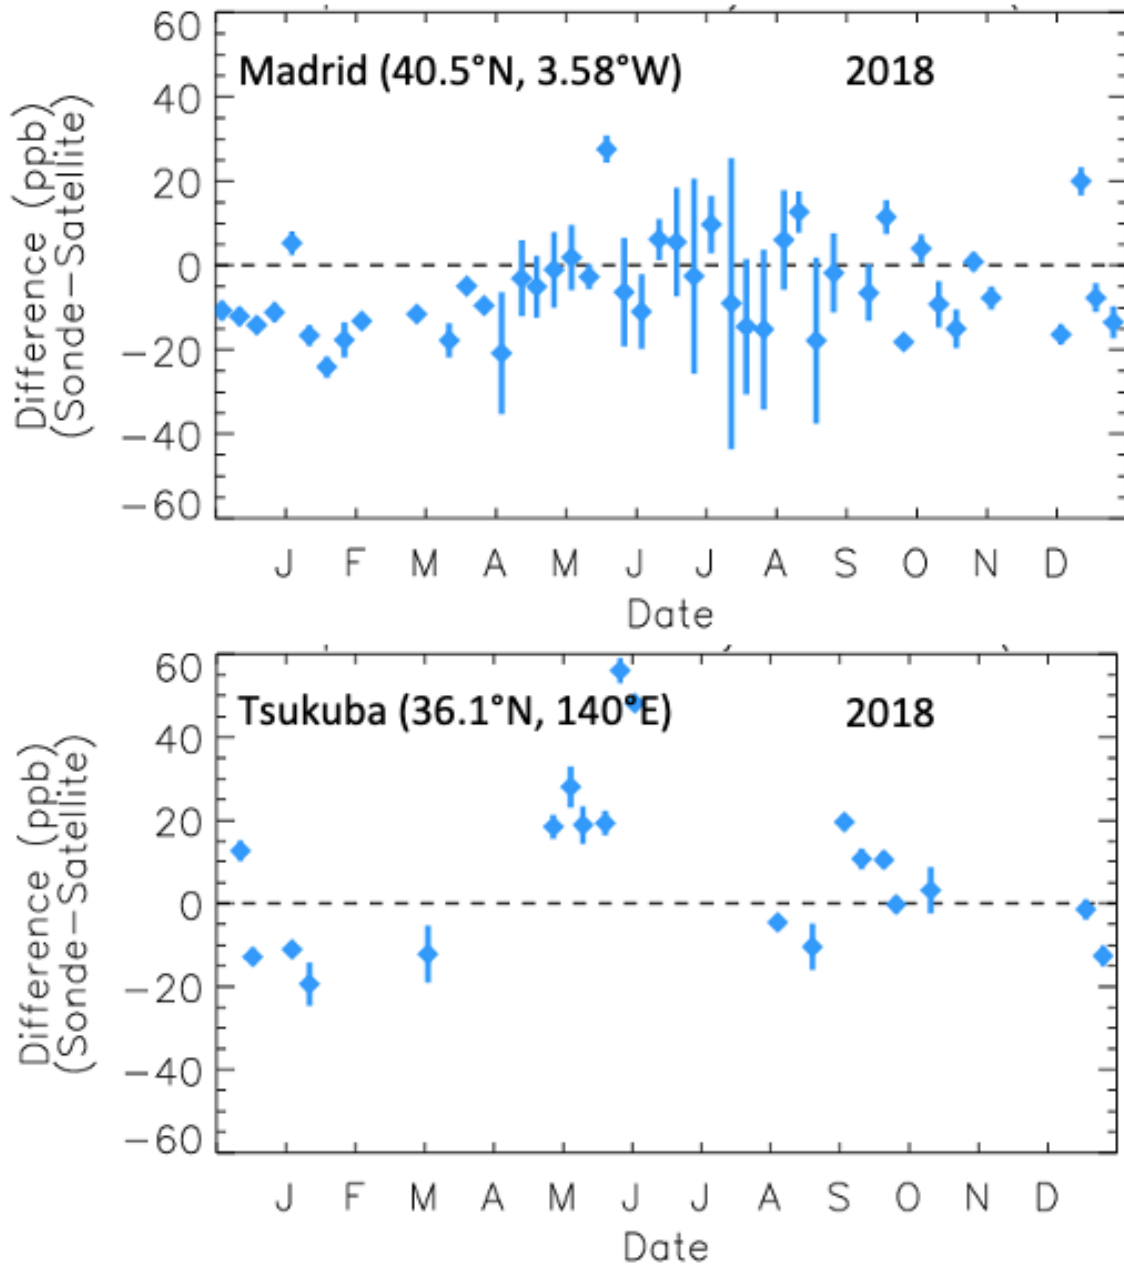 60
Madrid (40.5°N, 3.58°W) 2018
40
20
0
−20
−40
−60
Difference (ppb)
(Sonde−Satellite)
J F M A M J J A S O N D
Date
60
Tsukuba (36.1°N, 140°E) 2018
40
20
0
−20
−40
−60
Difference (ppb)
(Sonde−Satellite)
J F M A M J J A S O N D
Date